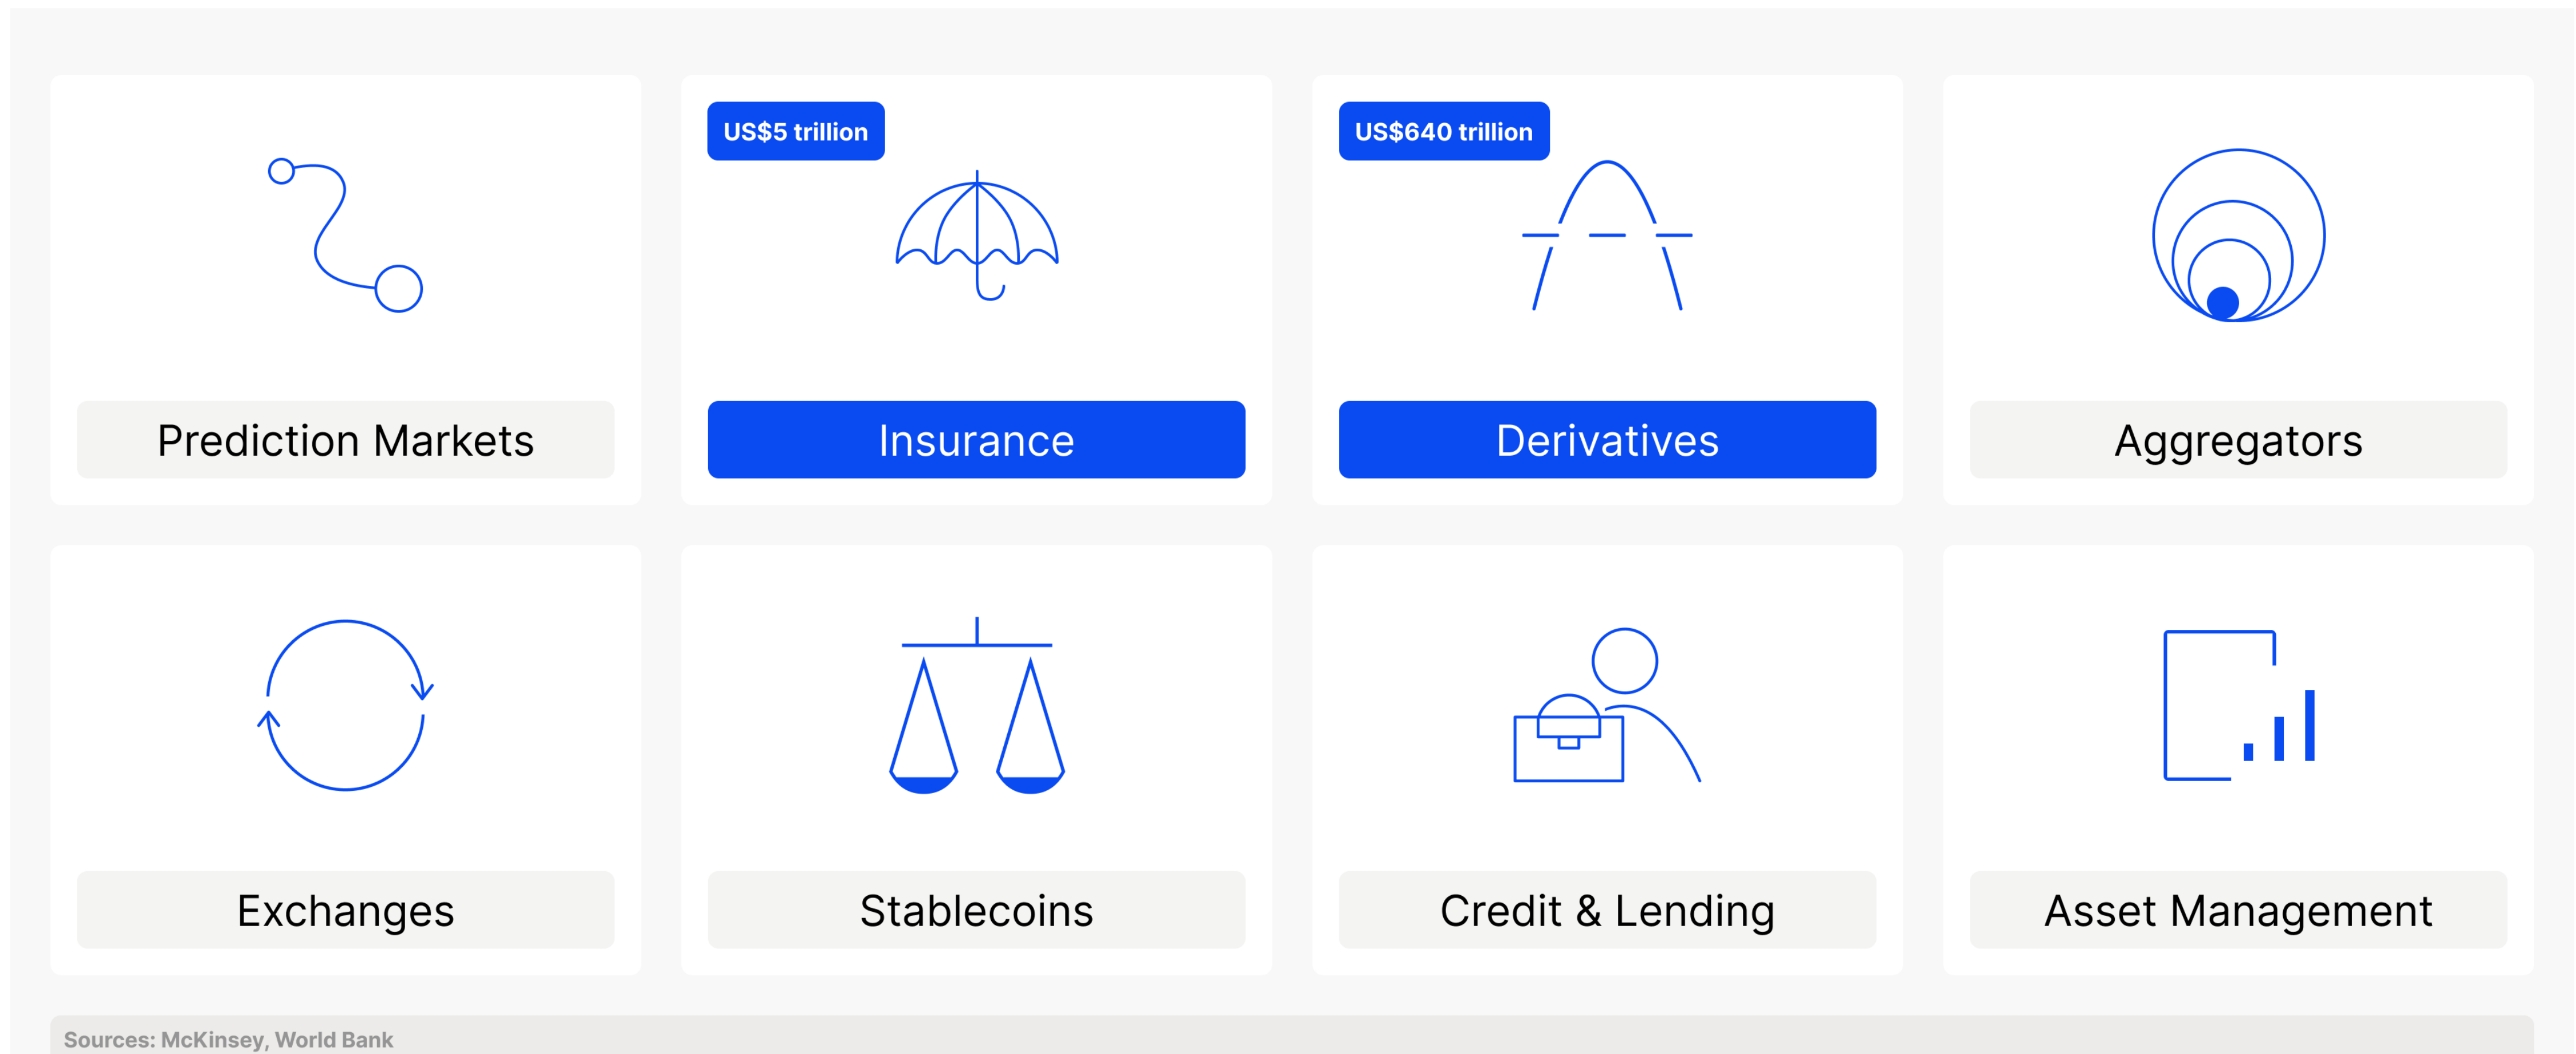 US$5 trillion
US$640 trillion
Prediction Markets
Insurance
Derivatives
Aggregators
Exchanges
Stablecoins
Credit & Lending
Asset Management
Sources: McKinsey, World Bank